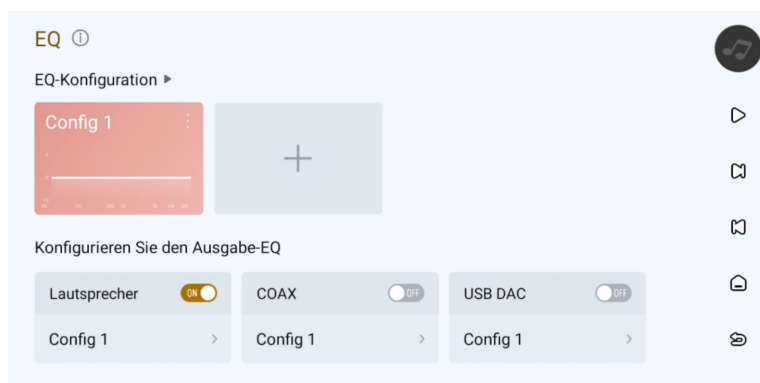 EQ
EQ-Konfiguration
Config 1
Konfigurieren Sie den Ausgabe-EQ
Lautsprecher ON COAX OFF USB DAC OFF
Config 1 Config 1 Config 1